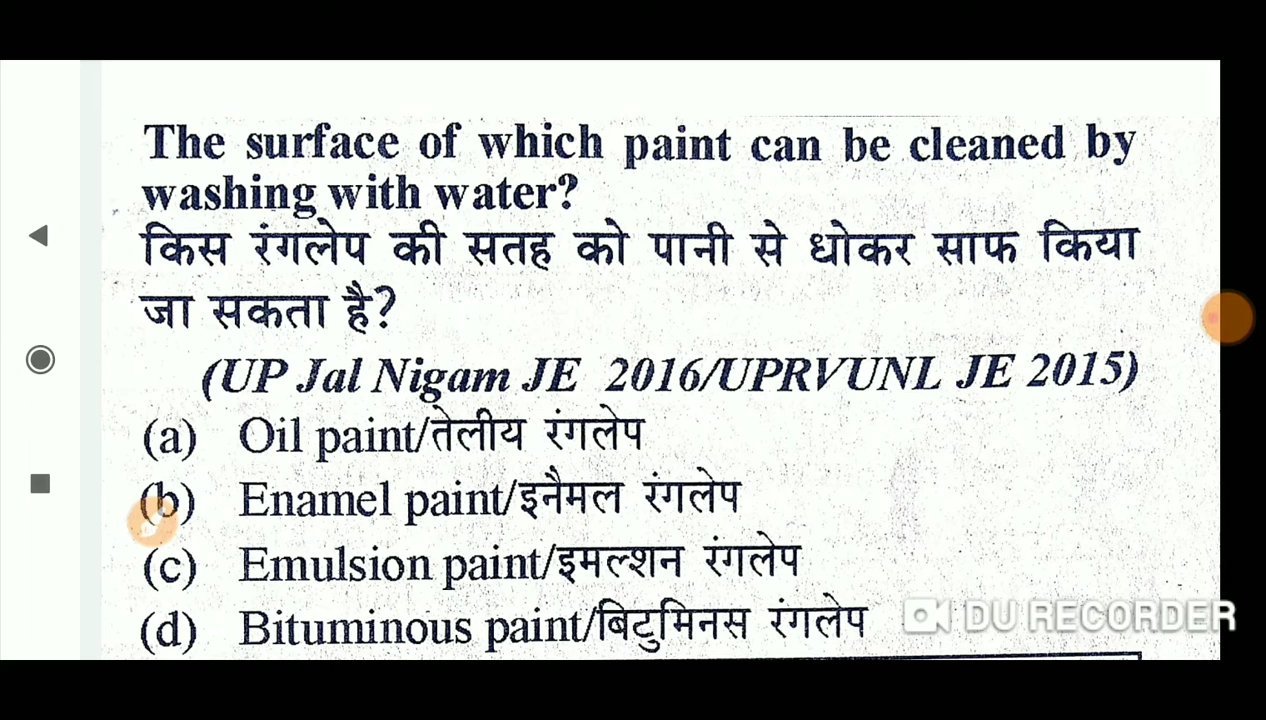 The surface of which paint can be cleaned by
washing with water?
किस रंगलेप की सतह को पानी से धोकर साफ किया
जा सकता है?
(UP Jal Nigam JE 2016/UPRVUNL JE 2015)
(a) Oil paint/तेलीय रंगलेप
(b) Enamel paint/इनैमल रंगलेप
(c) Emulsion paint/इमल्शन रंगलेप
(d) Bituminous paint/बिटुमिनस रंगलेप
DU RECORDER